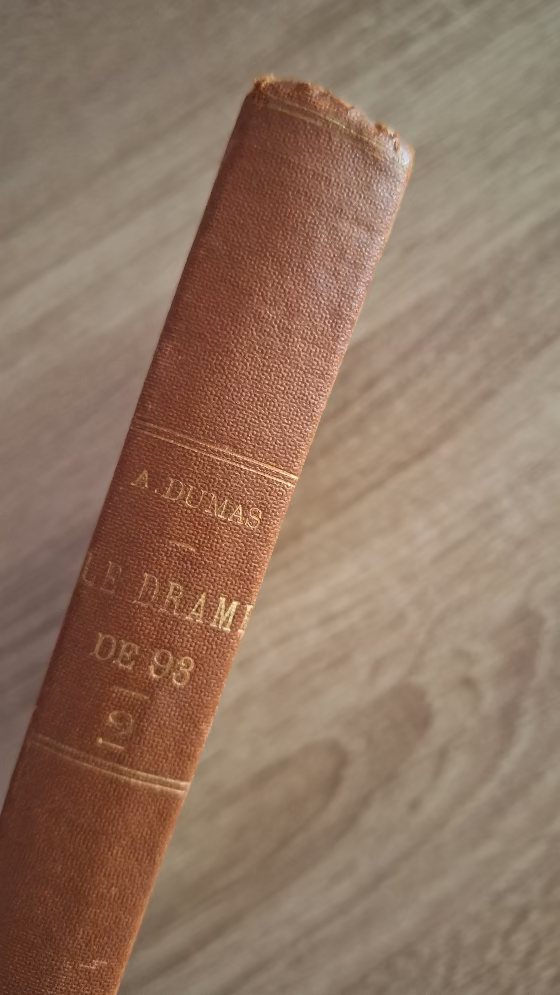 A. DUMAS
LE DRAME
DE 93
2